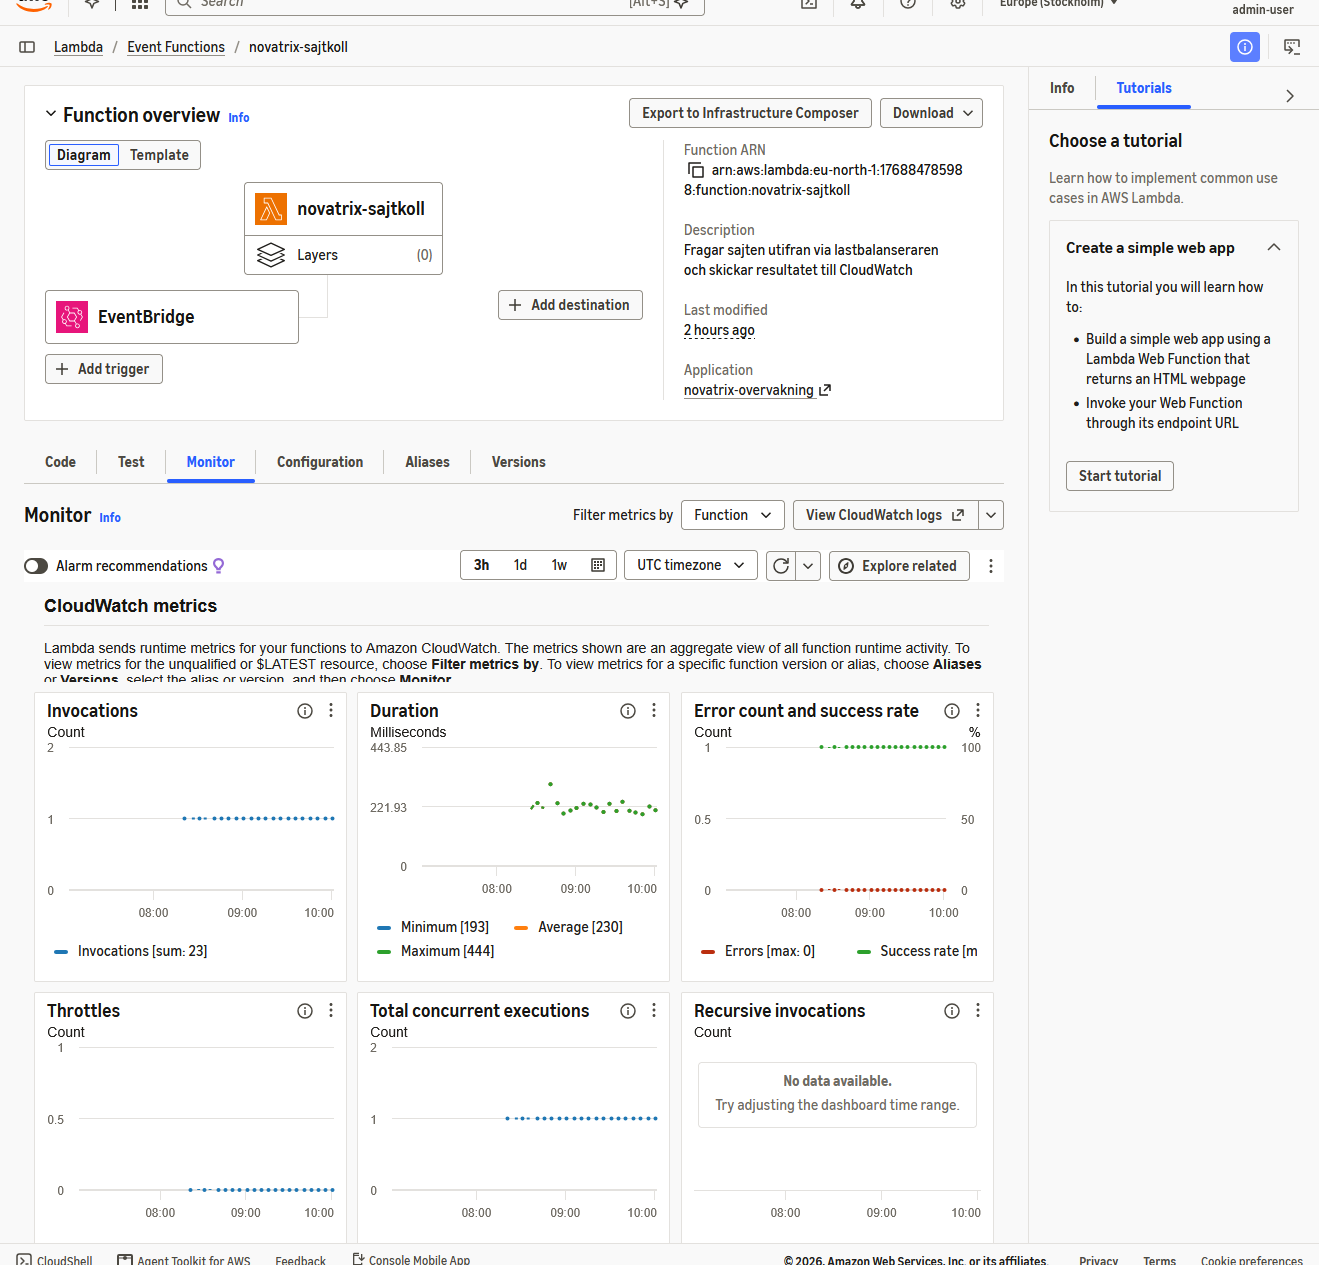 Search
[Alt+S]
Europe (Stockholm)
admin-user
Lambda / Event Functions / novatrix-sajtkoll
Info
Tutorials
Function overview Info
Export to Infrastructure Composer
Download
Diagram
Template
novatrix-sajtkoll
Layers (0)
EventBridge
Add destination
Add trigger
Function ARN
arn:aws:lambda:eu-north-1:17688478598
8:function:novatrix-sajtkoll
Description
Fragar sajten utifran via lastbalanseraren
och skickar resultatet till CloudWatch
Last modified
2 hours ago
Application
novatrix-overvakning
Choose a tutorial
Learn how to implement common use
cases in AWS Lambda.
Create a simple web app
In this tutorial you will learn how
to:
• Build a simple web app using a
Lambda Web Function that
returns an HTML webpage
• Invoke your Web Function
through its endpoint URL
Start tutorial
Code
Test
Monitor
Configuration
Aliases
Versions
Monitor Info
Filter metrics by
Function
View CloudWatch logs
Alarm recommendations
3h 1d 1w
UTC timezone
Explore related
CloudWatch metrics
Lambda sends runtime metrics for your functions to Amazon CloudWatch. The metrics shown are an aggregate view of all function runtime activity. To
view metrics for the unqualified or $LATEST resource, choose Filter metrics by. To view metrics for a specific function version or alias, choose Aliases
or Versions, select the alias or version, and then choose Monitor.
Invocations
Count
2
1
0
08:00 09:00 10:00
Invocations [sum: 23]
Duration
Milliseconds
443.85
221.93
0
08:00 09:00 10:00
Minimum [193] Average [230]
Maximum [444]
Error count and success rate
Count %
1 100
0.5 50
0 0
08:00 09:00 10:00
Errors [max: 0] Success rate [m
Throttles
Count
1
0.5
0
08:00 09:00 10:00
Total concurrent executions
Count
2
1
0
08:00 09:00 10:00
Recursive invocations
Count
No data available.
Try adjusting the dashboard time range.
08:00 09:00 10:00
CloudShell
Agent Toolkit for AWS
Feedback
Console Mobile App
© 2026, Amazon Web Services, Inc. or its affiliates.
Privacy
Terms
Cookie preferences